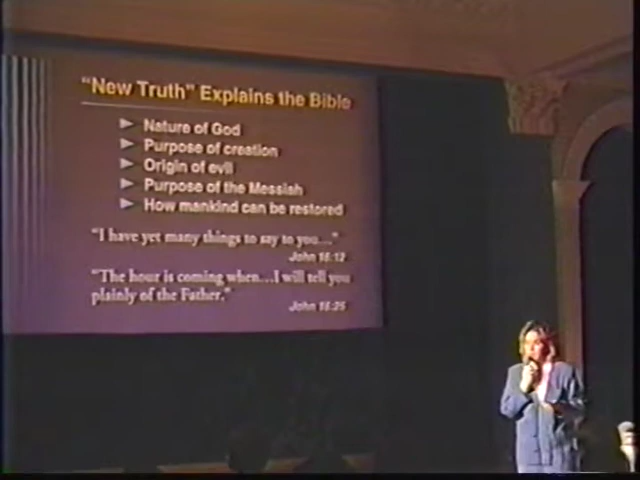 "New Truth" Explains the Bible
Nature of God
Purpose of creation
Origin of evil
Purpose of the Messiah
How mankind can be restored
"I have yet many things to say to you..."
John 16:12
"The hour is coming when...I will tell you
plainly of the Father."
John 16:25